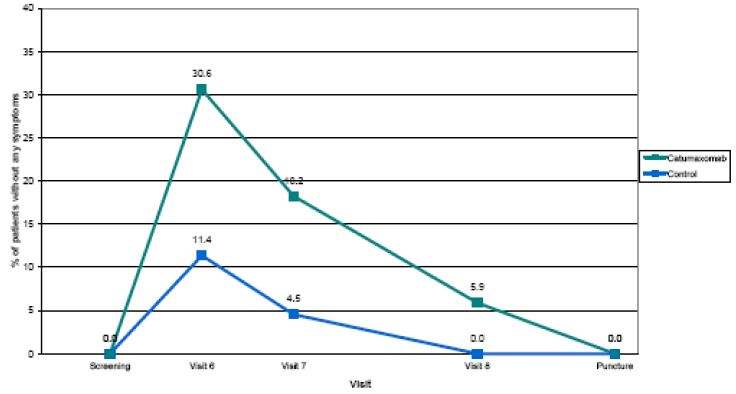 40
35
30.6
30
25
% of patients without any symptoms
20
18.2
15
11.4
10
5.9
4.5
5
0.0
0.0
0.0
0
Screening
Visit 6
Visit 7
Visit 8
Puncture
Visit
Catumaxomab
Control